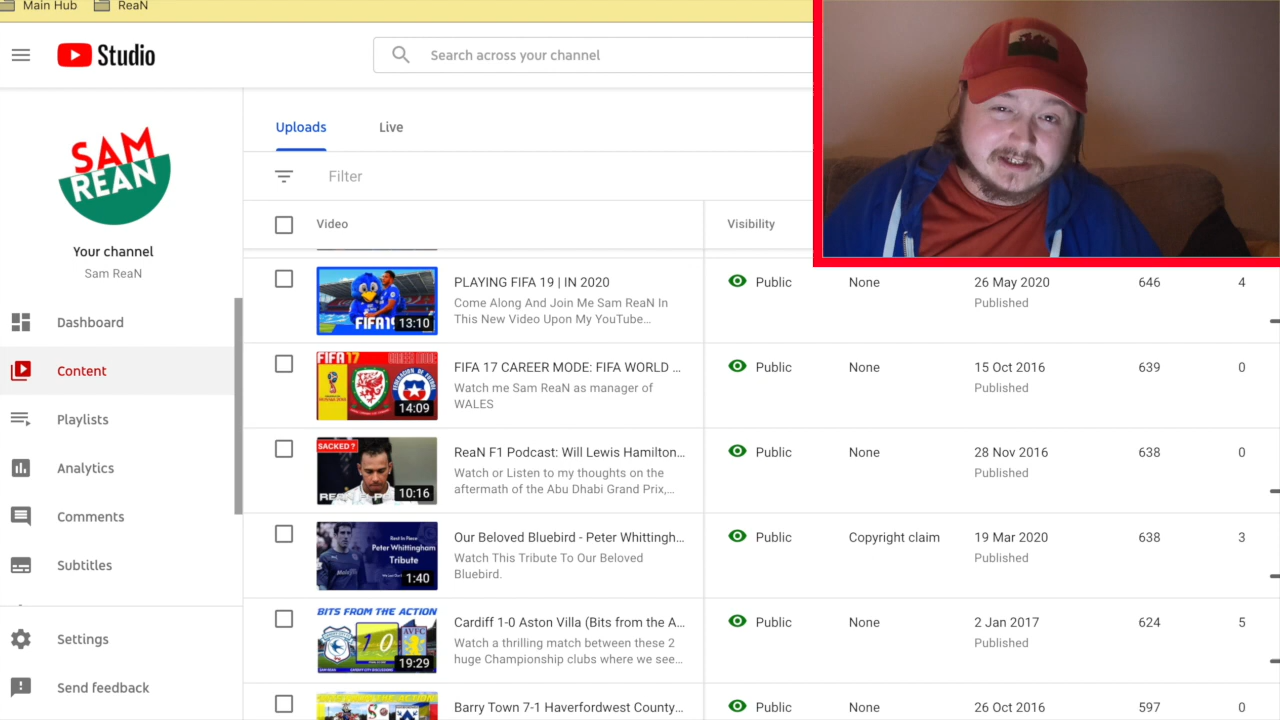 Main Hub
ReaN
Studio
Search across your channel
SAM
REAN
Your channel
Sam ReaN
Dashboard
Content
Playlists
Analytics
Comments
Subtitles
Settings
Send feedback
Uploads
Live
Filter
Video
Visibility
FIFA19
13:10
PLAYING FIFA 19 | IN 2020
Come Along And Join Me Sam ReaN In
This New Video Upon My YouTube...
Public
None
26 May 2020
Published
646
4
FIFA17
14:09
FIFA 17 CAREER MODE: FIFA WORLD ...
Watch me Sam ReaN as manager of
WALES
Public
None
15 Oct 2016
Published
639
0
SACKED?
10:16
ReaN F1 Podcast: Will Lewis Hamilton...
Watch or Listen to my thoughts on the
aftermath of the Abu Dhabi Grand Prix,...
Public
None
28 Nov 2016
Published
638
0
Rest In Peace
Peter Whittingham
Tribute
1:40
Our Beloved Bluebird - Peter Whittingh...
Watch This Tribute To Our Beloved
Bluebird.
Public
Copyright claim
19 Mar 2020
Published
638
3
BITS FROM THE ACTION
1 0
AVFC
19:29
Cardiff 1-0 Aston Villa (Bits from the A...
Watch a thrilling match between these 2
huge Championship clubs where we see...
Public
None
2 Jan 2017
Published
624
5
Barry Town 7-1 Haverfordwest County...
Public
None
26 Oct 2016
597
0